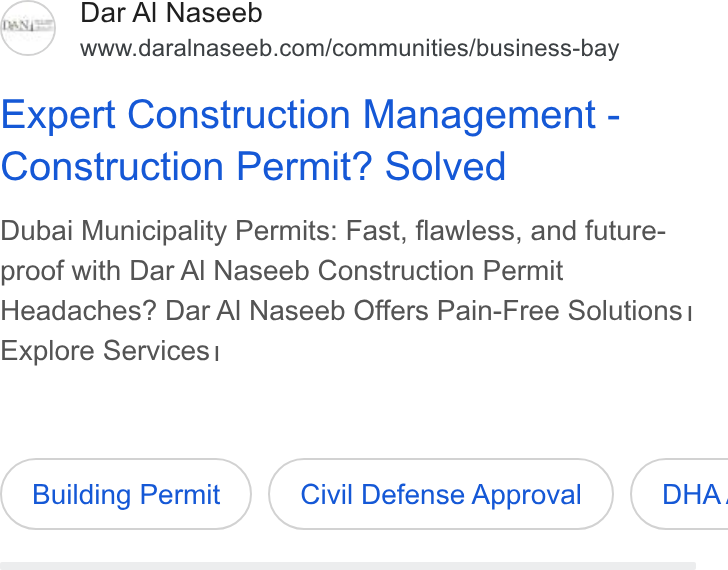 Dar Al Naseeb
www.daralnaseeb.com/communities/business-bay
Expert Construction Management -
Construction Permit? Solved
Dubai Municipality Permits: Fast, flawless, and future-
proof with Dar Al Naseeb Construction Permit
Headaches? Dar Al Naseeb Offers Pain-Free Solutions।
Explore Services।
Building Permit
Civil Defense Approval
DHA